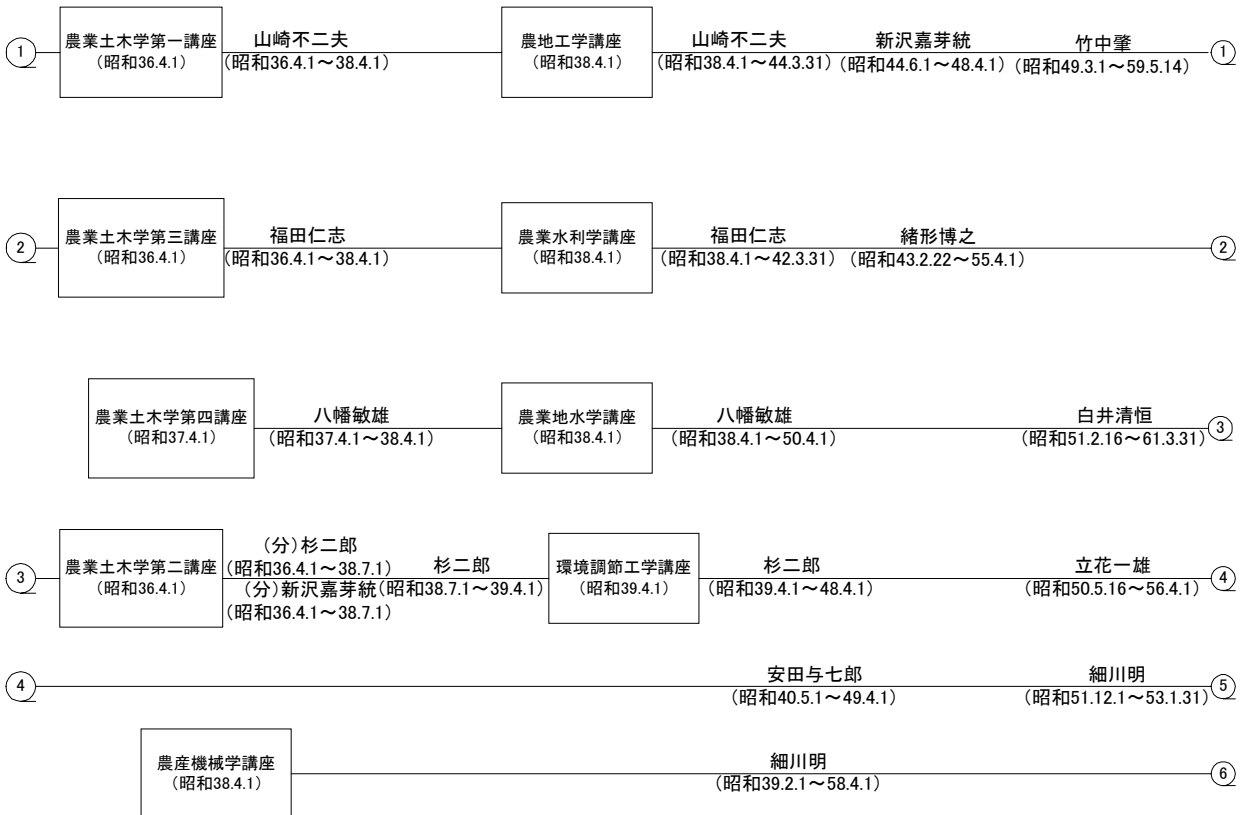 ①
農業土木学第一講座
(昭和36.4.1)
山崎不二夫
(昭和36.4.1～38.4.1)
農地工学講座
(昭和38.4.1)
山崎不二夫
(昭和38.4.1～44.3.31)
新沢嘉芽統
(昭和44.6.1～48.4.1)
竹中肇
(昭和49.3.1～59.5.14)
①
②
農業土木学第三講座
(昭和36.4.1)
福田仁志
(昭和36.4.1～38.4.1)
農業水利学講座
(昭和38.4.1)
福田仁志
(昭和38.4.1～42.3.31)
緒形博之
(昭和43.2.22～55.4.1)
②
農業土木学第四講座
(昭和37.4.1)
八幡敏雄
(昭和37.4.1～38.4.1)
農業地水学講座
(昭和38.4.1)
八幡敏雄
(昭和38.4.1～50.4.1)
白井清恒
(昭和51.2.16～61.3.31)
③
③
農業土木学第二講座
(昭和36.4.1)
(分)杉二郎
(昭和36.4.1～38.7.1)
(分)新沢嘉芽統
(昭和36.4.1～38.7.1)
杉二郎
(昭和38.7.1～39.4.1)
環境調節工学講座
(昭和39.4.1)
杉二郎
(昭和39.4.1～48.4.1)
立花一雄
(昭和50.5.16～56.4.1)
④
④
安田与七郎
(昭和40.5.1～49.4.1)
細川明
(昭和51.12.1～53.1.31)
⑤
農産機械学講座
(昭和38.4.1)
細川明
(昭和39.2.1～58.4.1)
⑥